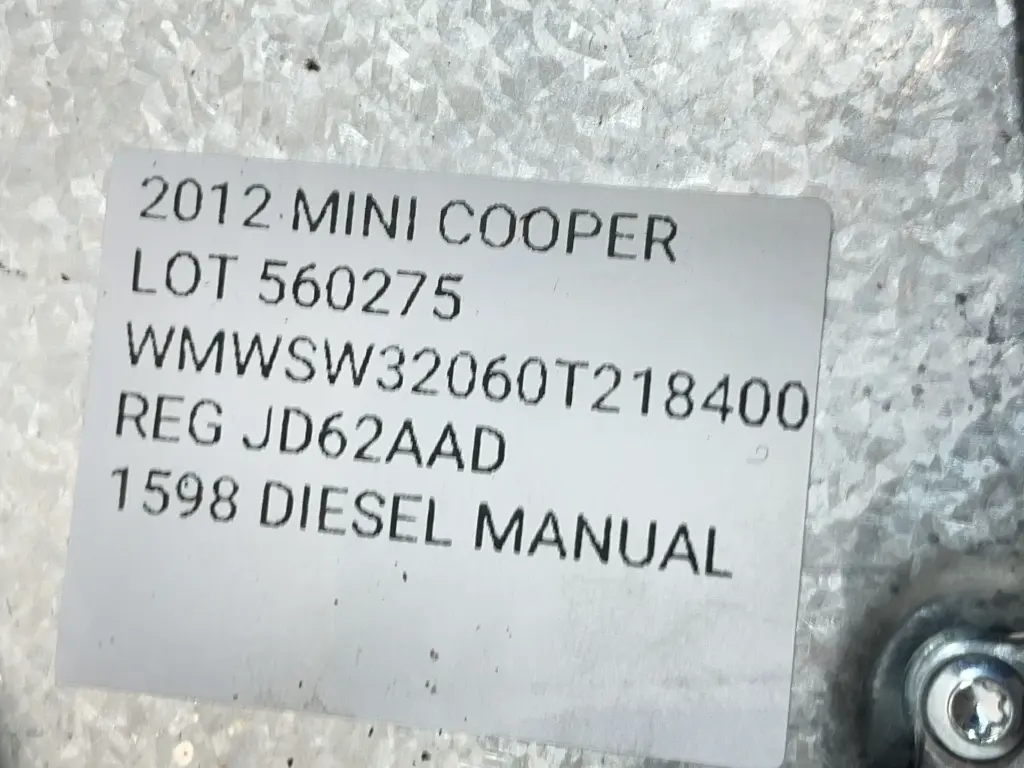 2012 MINI COOPER
LOT 560275
WMWSW32060T218400
REG JD62AAD
1598 DIESEL MANUAL